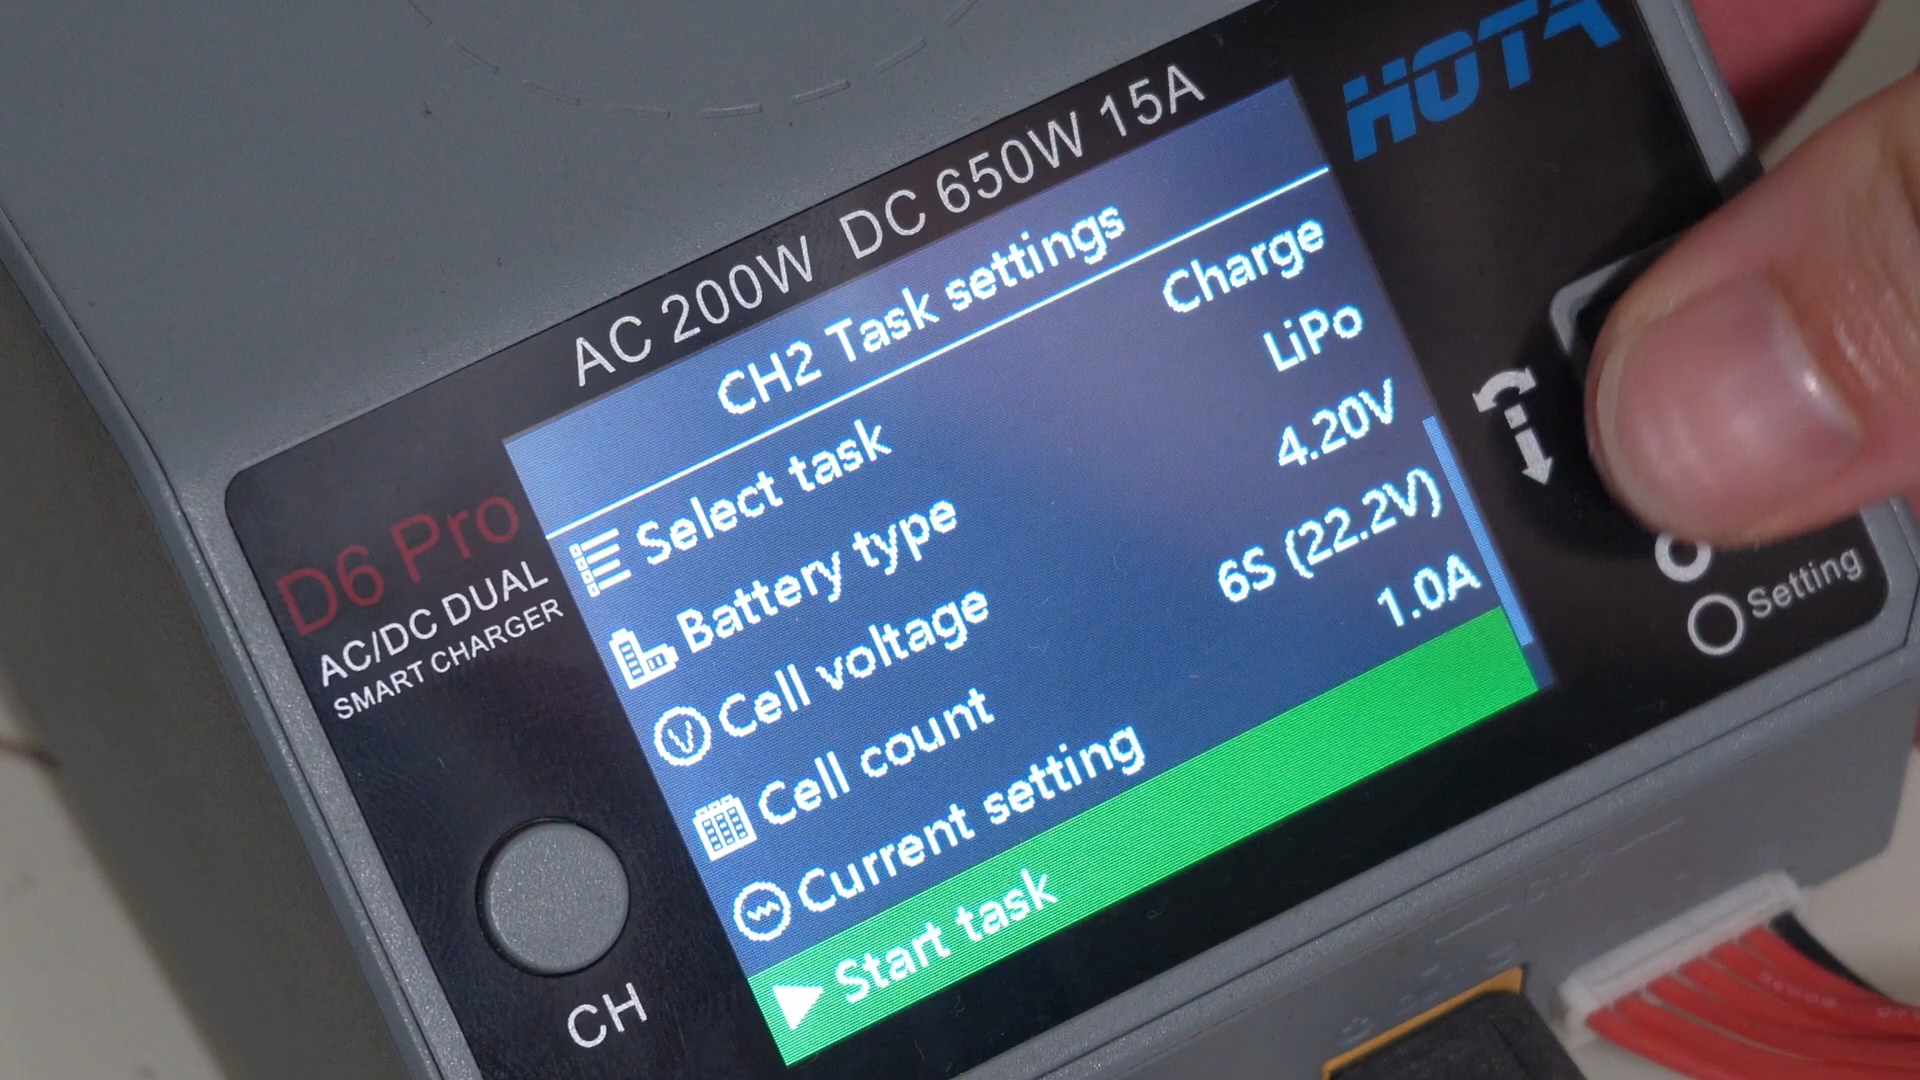 HOTA
AC 200W DC 650W 15A
D6 Pro
AC/DC DUAL
SMART CHARGER
CH2 Task settings
Select task Charge
Battery type LiPo
Cell voltage 4.20V
Cell count 6S (22.2V)
Current setting 1.0A
Start task
Setting
CH